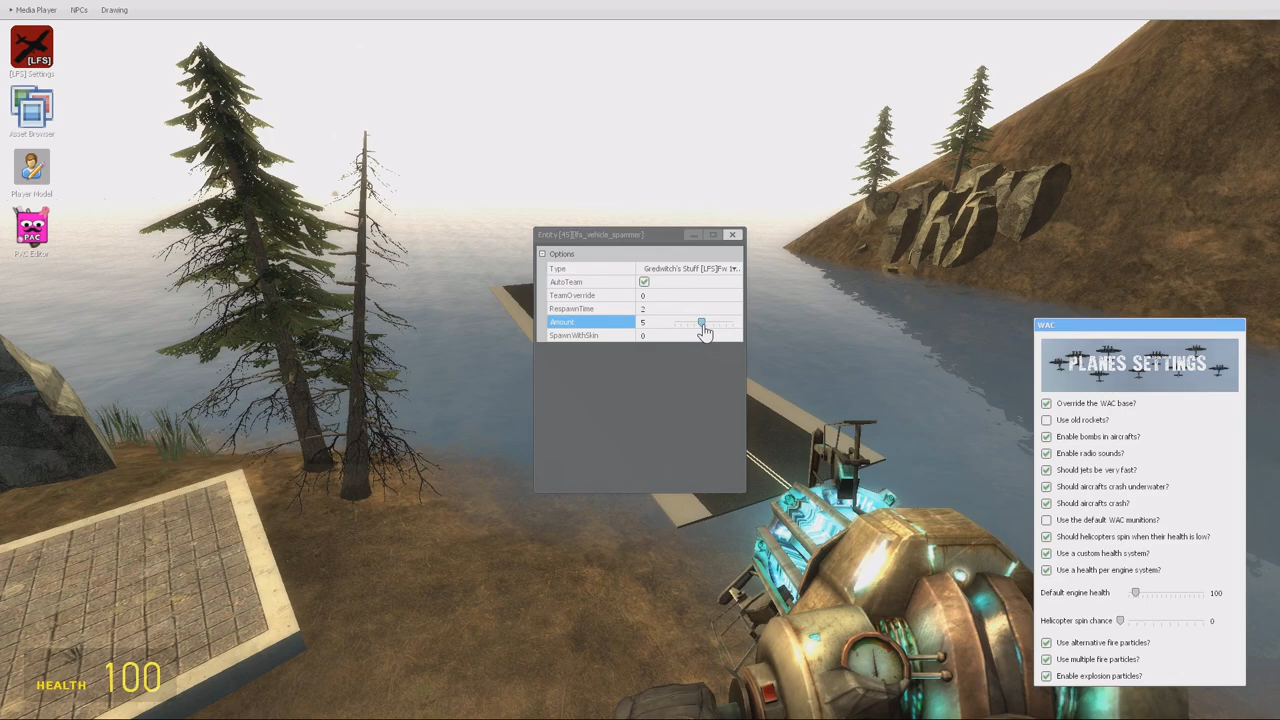 Media Player NPCs Drawing
[LFS]
[LFS] Settings
Asset Browser
Player Model
PAC
PAC Editor
Entity [45][lfs_vehicle_spammer]
Options
Type Gredwitch's Stuff [LFS]Fw 1
AutoTeam
TeamOverride 0
RespawnTime 2
Amount 5
SpawnWithSkin 0
WAC
PLANES SETTINGS
Override the WAC base?
Use old rockets?
Enable bombs in aircrafts?
Enable radio sounds?
Should jets be very fast?
Should aircrafts crash underwater?
Should aircrafts crash?
Use the default WAC munitions?
Should helicopters spin when their health is low?
Use a custom health system?
Use a health per engine system?
Default engine health 100
Helicopter spin chance 0
Use alternative fire particles?
Use multiple fire particles?
Enable explosion particles?
HEALTH 100